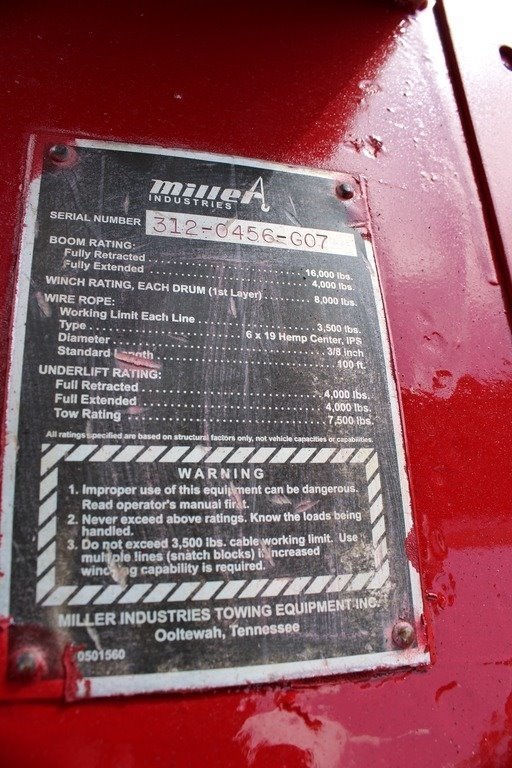 miller
INDUSTRIES
SERIAL NUMBER 312-0456-G07
BOOM RATING:
Fully Retracted ........ 16,000 lbs.
Fully Extended ........ 4,000 lbs.
WINCH RATING, EACH DRUM (1st Layer) ........ 8,000 lbs.
WIRE ROPE:
Working Limit Each Line ........ 3,500 lbs.
Type ........ 6 x 19 Hemp Center, IPS
Diameter ........ 3/8 inch
Standard Length ........ 100 ft.
UNDERLIFT RATING:
Full Retracted ........ 4,000 lbs.
Full Extended ........ 4,000 lbs.
Tow Rating ........ 7,500 lbs.
All ratings specified are based on structural factors only, not vehicle capacities or capabilities.
WARNING
1. Improper use of this equipment can be dangerous.
Read operator's manual first.
2. Never exceed above ratings. Know the loads being
handled.
3. Do not exceed 3,500 lbs. cable working limit. Use
multiple lines (snatch blocks) if increased
winching capability is required.
MILLER INDUSTRIES TOWING EQUIPMENT INC.
Ooltewah, Tennessee
0501560